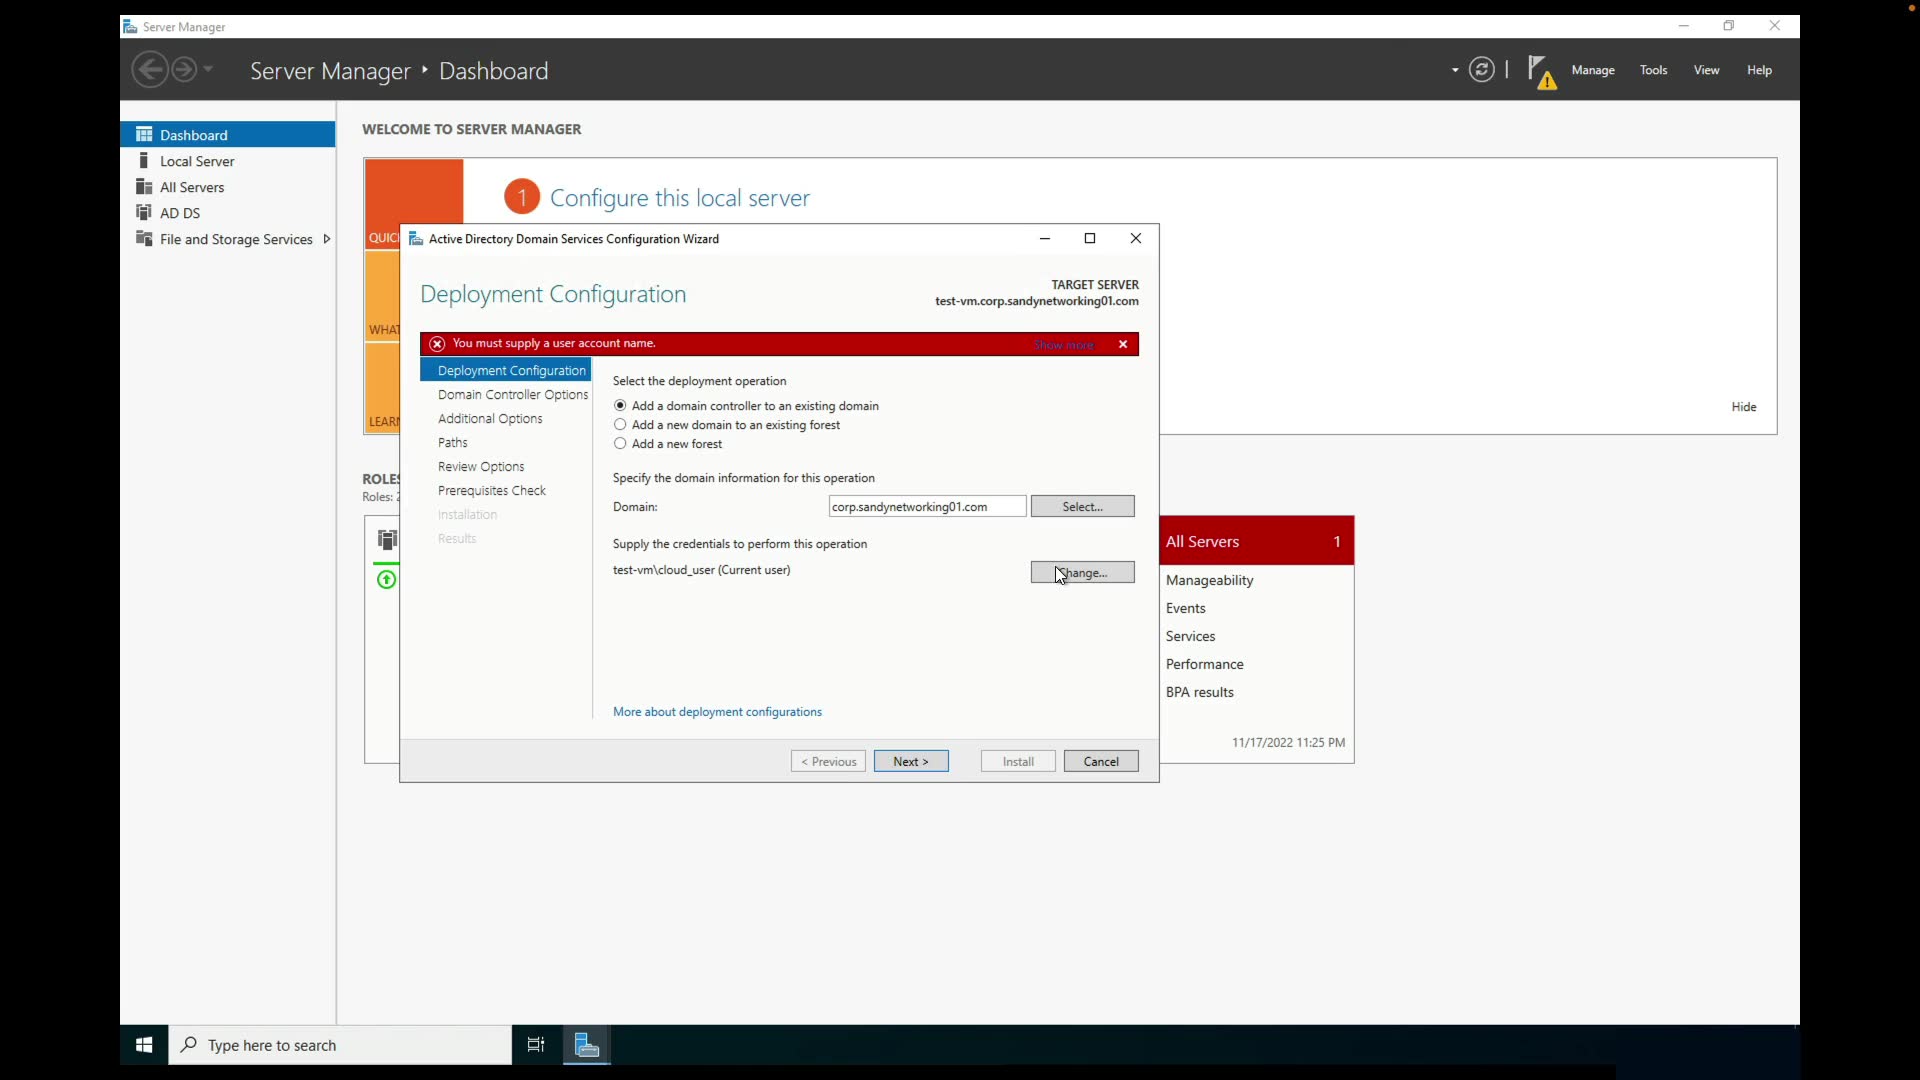 Server Manager
Server Manager ‣ Dashboard
Manage Tools View Help
Dashboard
Local Server
All Servers
AD DS
File and Storage Services
WELCOME TO SERVER MANAGER
1 Configure this local server
QUIC
WHAT
LEARN
Hide
ROLES
Roles: 2
Active Directory Domain Services Configuration Wizard
Deployment Configuration
TARGET SERVER
test-vm.corp.sandynetworking01.com
You must supply a user account name.
Show more
Deployment Configuration
Domain Controller Options
Additional Options
Paths
Review Options
Prerequisites Check
Installation
Results
Select the deployment operation
Add a domain controller to an existing domain
Add a new domain to an existing forest
Add a new forest
Specify the domain information for this operation
Domain: corp.sandynetworking01.com Select...
Supply the credentials to perform this operation
test-vm\cloud_user (Current user) Change...
More about deployment configurations
< Previous Next > Install Cancel
All Servers 1
Manageability
Events
Services
Performance
BPA results
11/17/2022 11:25 PM
Type here to search